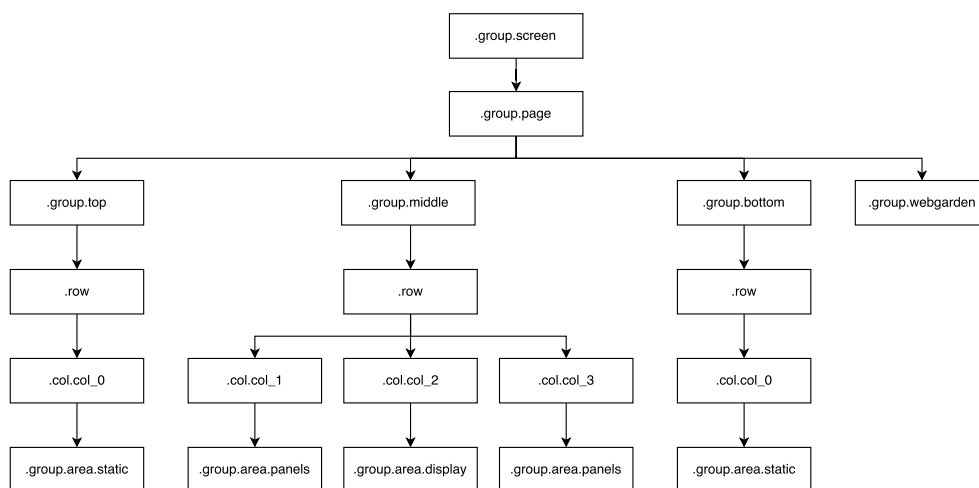 .group.screen
.group.page
.group.top
.group.middle
.group.bottom
.group.webgarden
.row
.row
.row
.col.col_0
.col.col_1
.col.col_2
.col.col_3
.col.col_0
.group.area.static
.group.area.panels
.group.area.display
.group.area.panels
.group.area.static